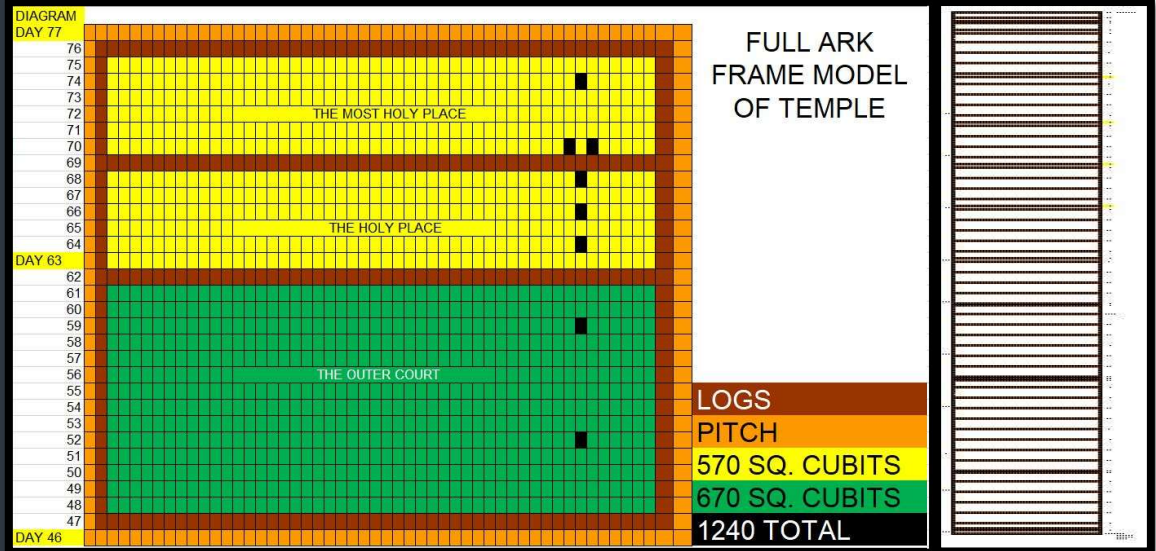 DIAGRAM
DAY 77
76
75
74
73
72
71
70
69
68
67
66
65
64
DAY 63
62
61
60
59
58
57
56
55
54
53
52
51
50
49
48
47
DAY 46
THE MOST HOLY PLACE
THE HOLY PLACE
THE OUTER COURT
FULL ARK
FRAME MODEL
OF TEMPLE
LOGS
PITCH
570 SQ. CUBITS
670 SQ. CUBITS
1240 TOTAL